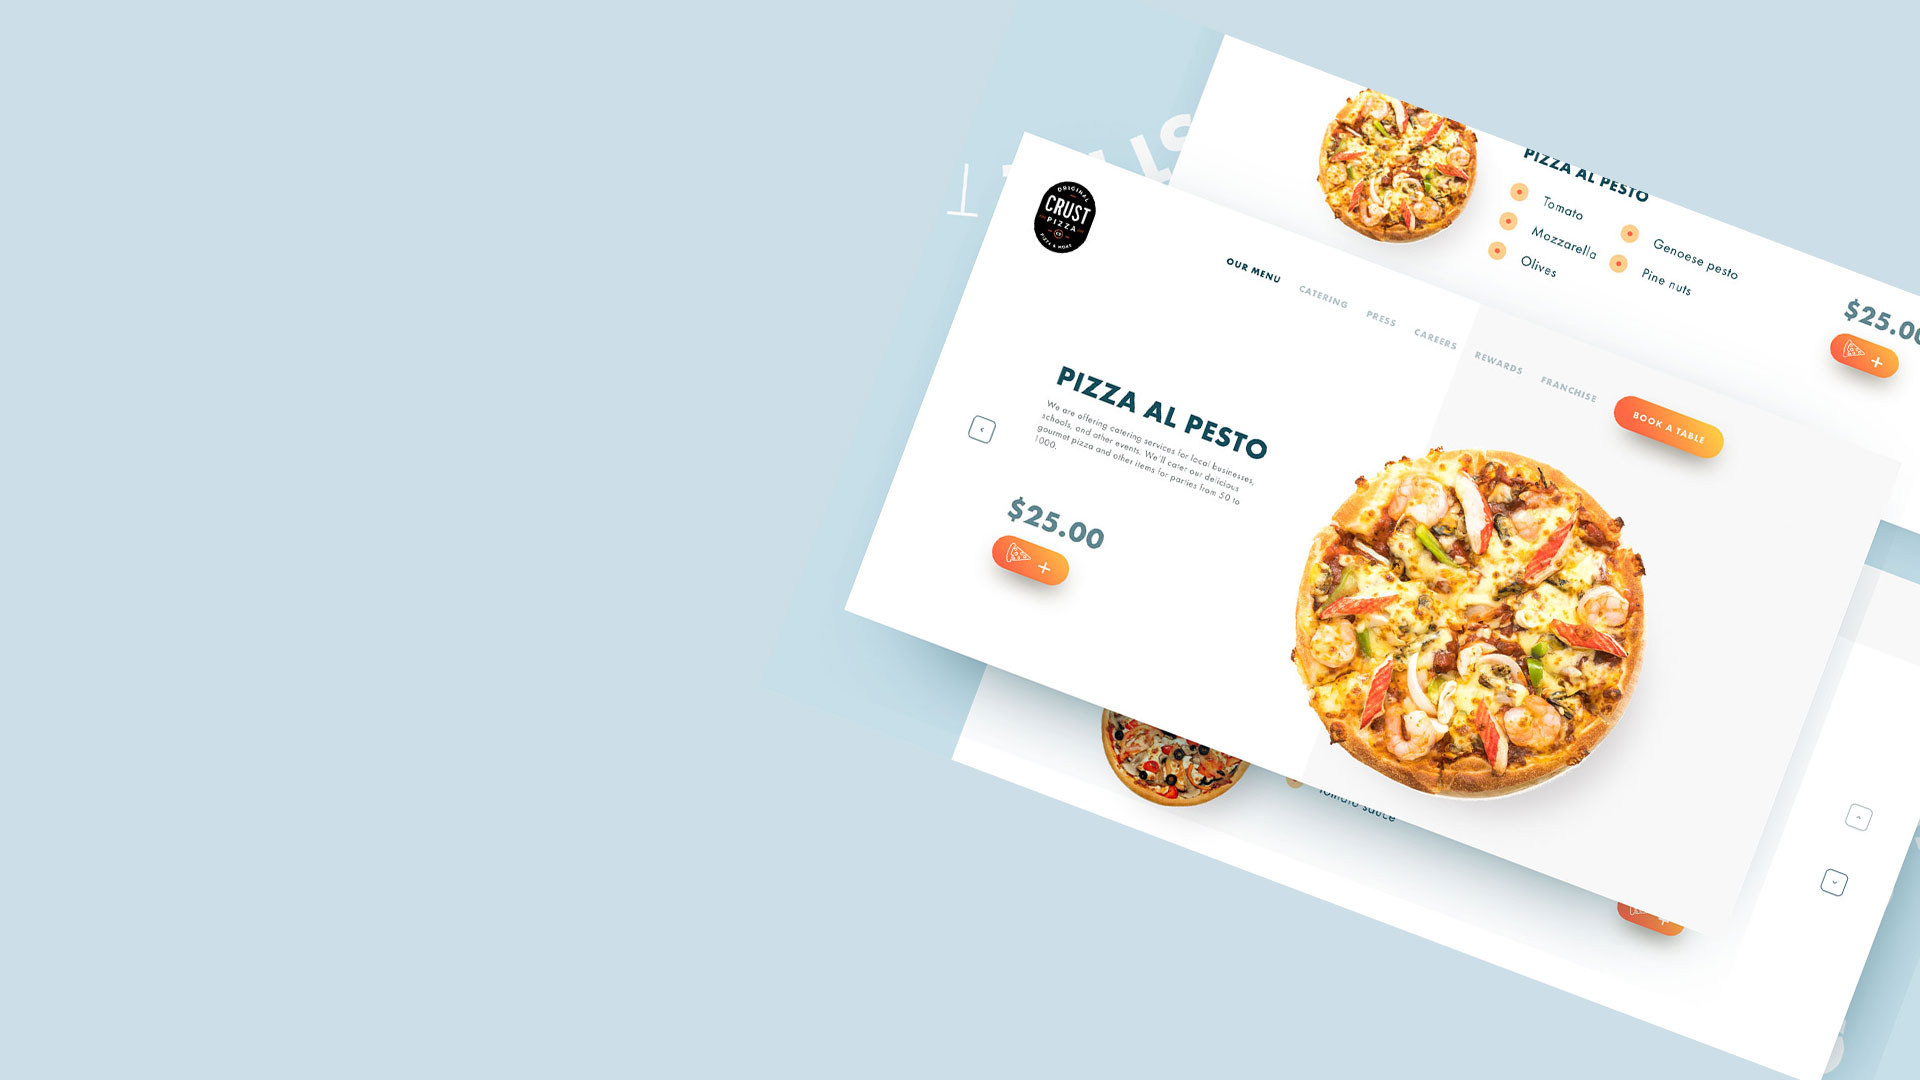 PIZZA AL PESTO
Tomato
Mozzarella
Olives
Genoese pesto
Pine nuts
$25.00
+
ORIGINAL
CRUST
PIZZA
PIZZA & MORE
OUR MENU
CATERING
PRESS
CAREERS
REWARDS
FRANCHISE
BOOK A TABLE
PIZZA AL PESTO
We are offering catering services for local businesses,
schools, and other events. We'll cater our delicious
gourmet pizza and other items for parties from 50 to
1000.
$25.00
+
Tomato sauce